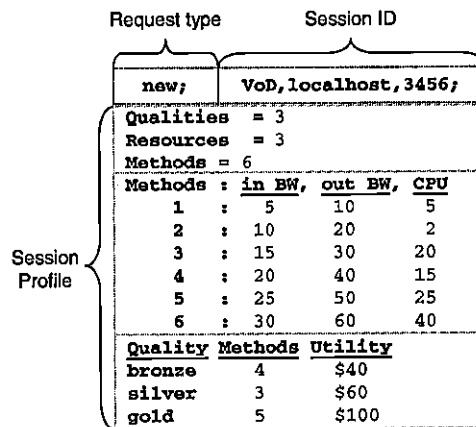 Request type Session ID
new; VoD,localhost,3456;
Qualities = 3
Resources = 3
Methods = 6
Methods : in BW, out BW, CPU
1 : 5 10 5
2 : 10 20 2
3 : 15 30 20
4 : 20 40 15
5 : 25 50 25
6 : 30 60 40
Session Profile
Quality Methods Utility
bronze 4 $40
silver 3 $60
gold 5 $100